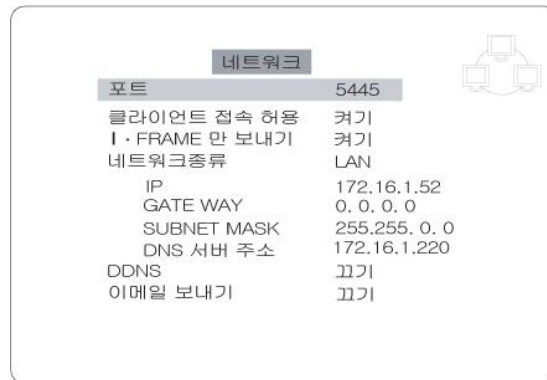 네트워크
포트 5445
클라이언트 접속 허용 켜기
I · FRAME 만 보내기 켜기
네트워크종류 LAN
IP 172.16.1.52
GATE WAY 0. 0. 0. 0
SUBNET MASK 255.255. 0. 0
DNS 서버 주소 172.16.1.220
DDNS 끄기
이메일 보내기 끄기